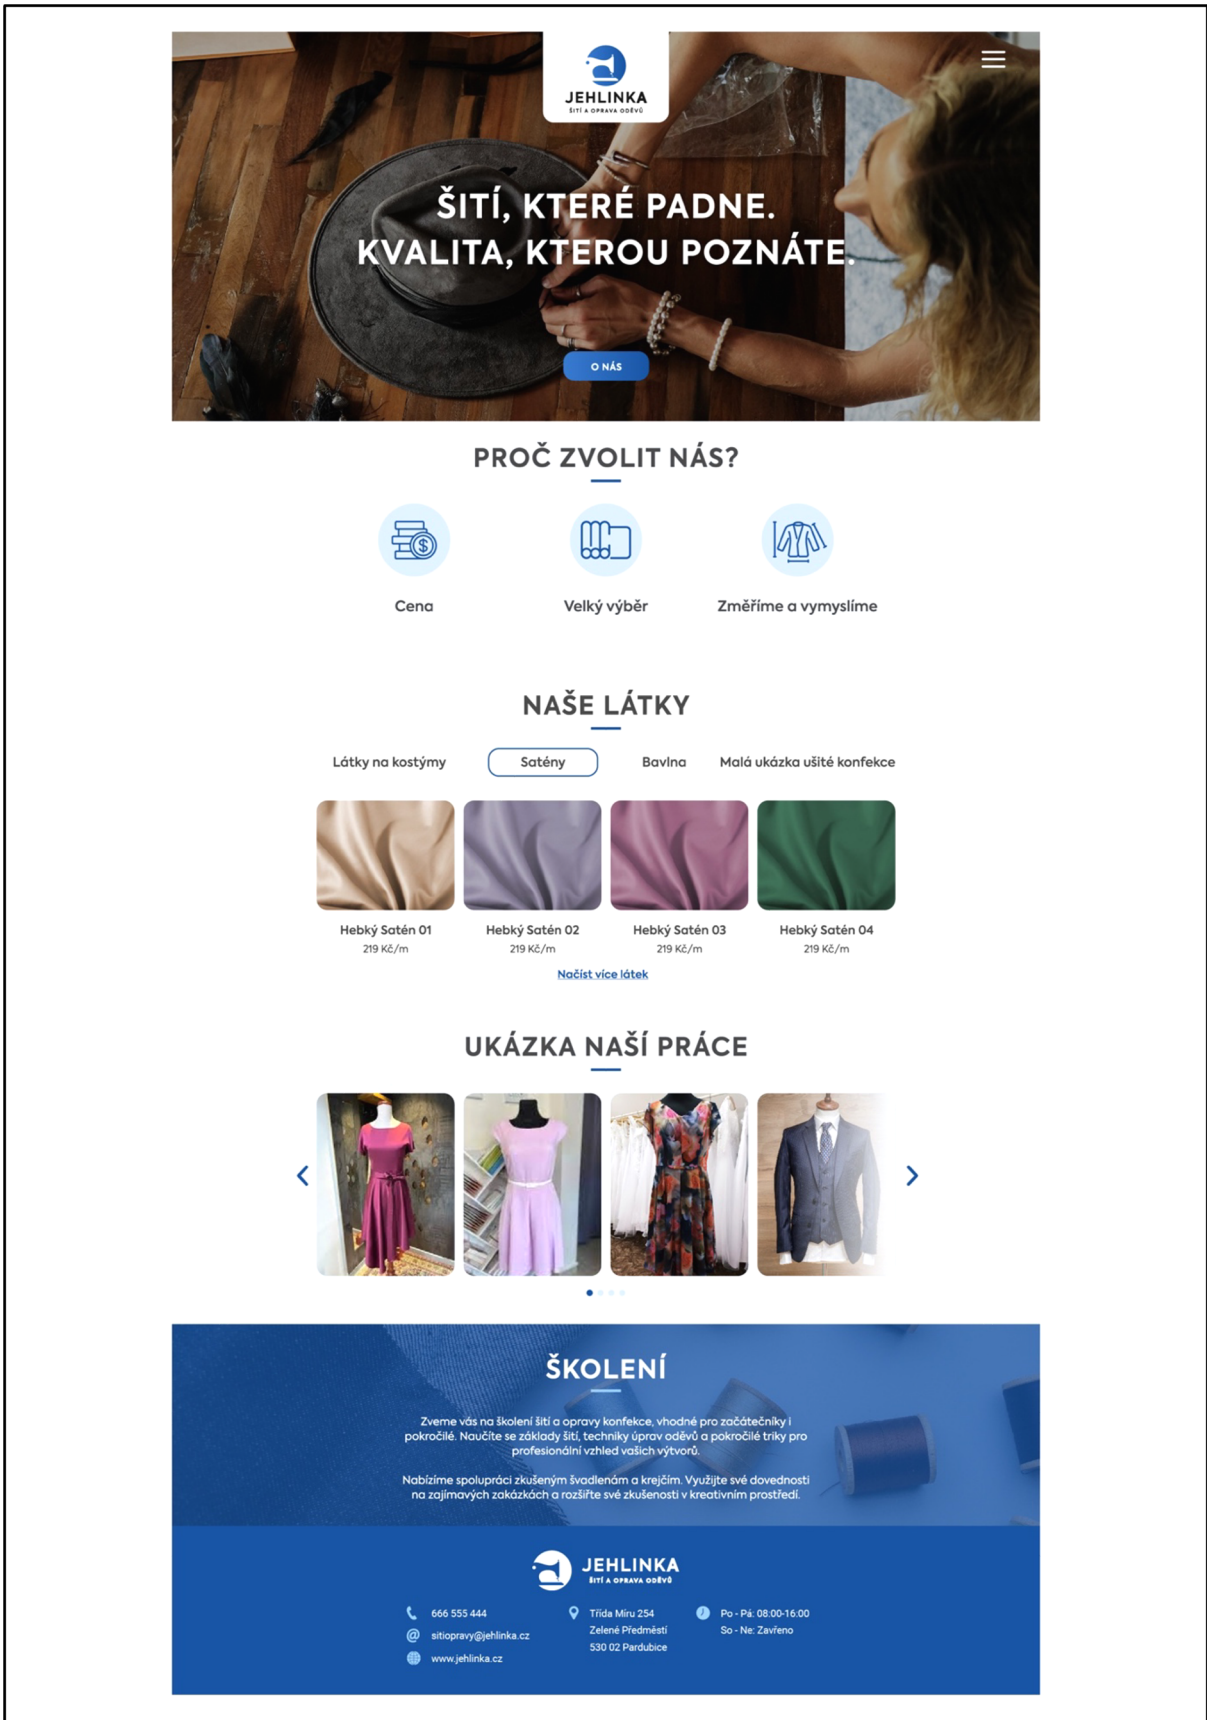 JEHLINKA
ŠITÍ A OPRAVA ODĚVŮ
ŠITÍ, KTERÉ PADNE.
KVALITA, KTEROU POZNÁTE.
O NÁS
PROČ ZVOLIT NÁS?
Cena
Velký výběr
Změříme a vymyslíme
NAŠE LÁTKY
Látky na kostýmy
Satény
Bavlna
Malá ukázka ušité konfekce
Hebký Satén 01
219 Kč/m
Hebký Satén 02
219 Kč/m
Hebký Satén 03
219 Kč/m
Hebký Satén 04
219 Kč/m
Načíst více látek
UKÁZKA NAŠÍ PRÁCE
ŠKOLENÍ
Zveme vás na školení šití a opravy konfekce, vhodné pro začátečníky i
pokročilé. Naučíte se základy šití, techniky úprav oděvů a pokročilé triky pro
profesionální vzhled vašich výtvorů.
Nabízíme spolupráci zkušeným švadlenám a krejčím. Využijte své dovednosti
na zajímavých zakázkách a rozšiřte své zkušenosti v kreativním prostředí.
JEHLINKA
ŠITÍ A OPRAVA ODĚVŮ
666 555 444
sitiopravy@jehlinka.cz
www.jehlinka.cz
Třída Míru 254
Zelené Předměstí
530 02 Pardubice
Po - Pá: 08:00-16:00
So - Ne: Zavřeno